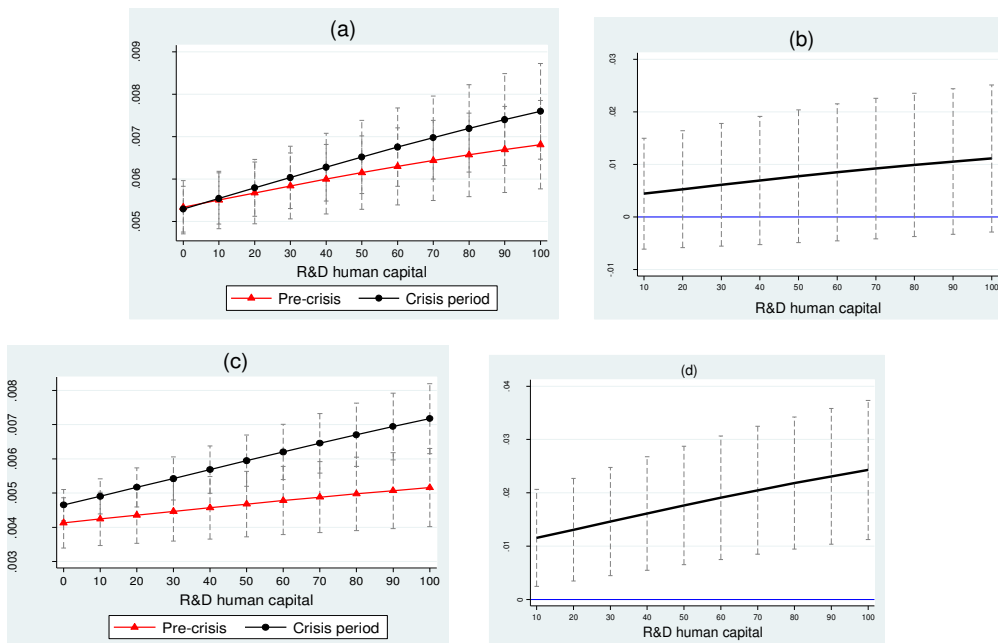 (a)
.009
.008
.007
.006
.005
0 10 20 30 40 50 60 70 80 90 100
R&D human capital
Pre-crisis Crisis period
(b)
.03
.02
.01
0
-.01
10 20 30 40 50 60 70 80 90 100
R&D human capital
(c)
.008
.007
.006
.005
.004
.003
0 10 20 30 40 50 60 70 80 90 100
R&D human capital
Pre-crisis Crisis period
(d)
.04
.03
.02
.01
0
10 20 30 40 50 60 70 80 90 100
R&D human capital